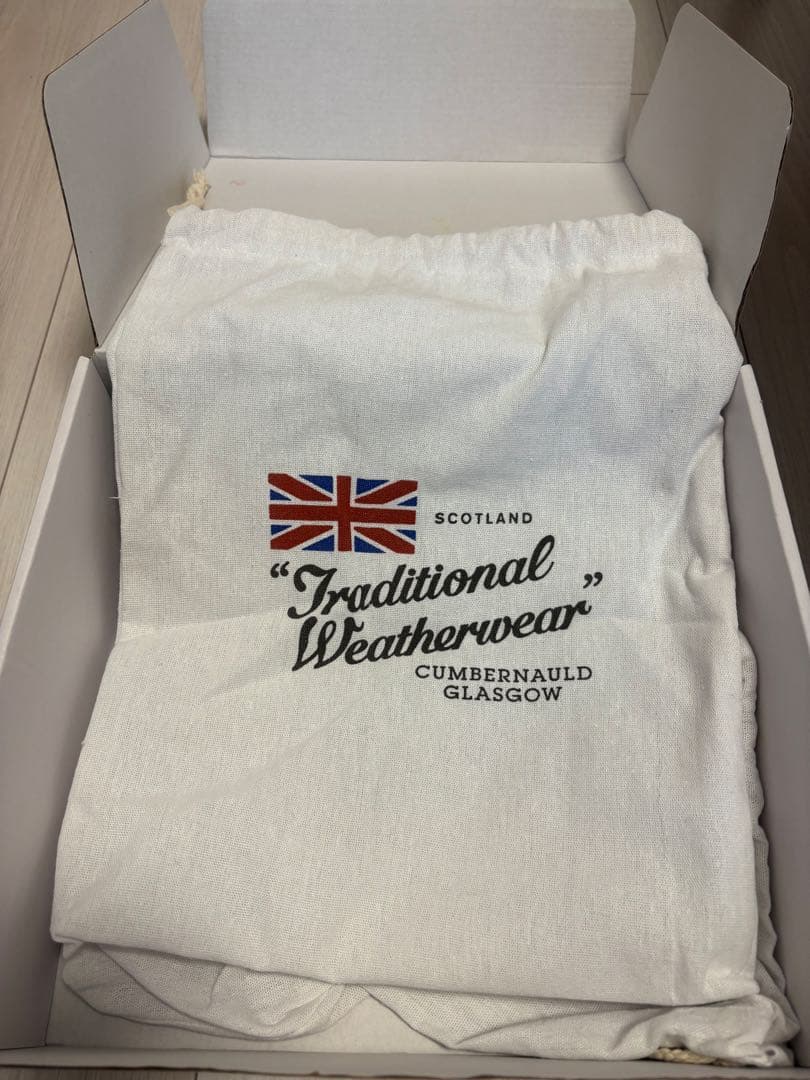 SCOTLAND
“Traditional
Weatherwear”
CUMBERNAULD
GLASGOW